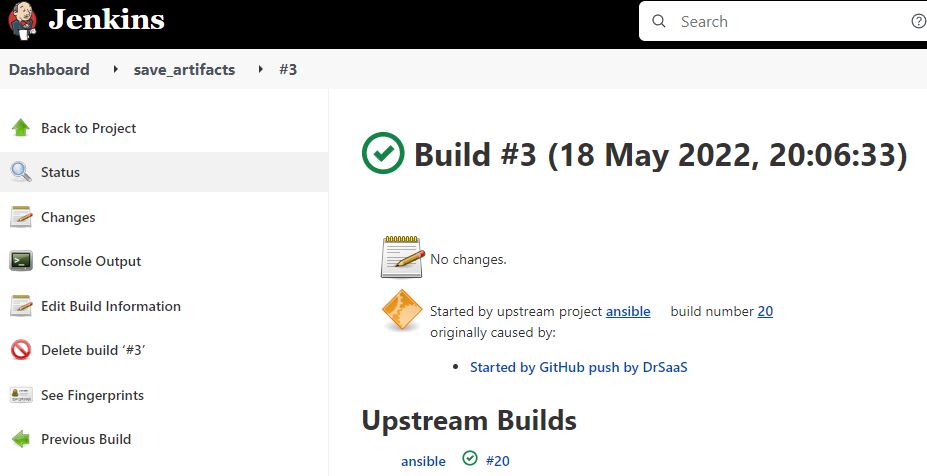 Jenkins
Search
Dashboard save_artifacts #3
Back to Project
Status
Changes
Console Output
Edit Build Information
Delete build ‘#3’
See Fingerprints
Previous Build
Build #3 (18 May 2022, 20:06:33)
No changes.
Started by upstream project ansible build number 20
originally caused by:
• Started by GitHub push by DrSaaS
Upstream Builds
ansible #20